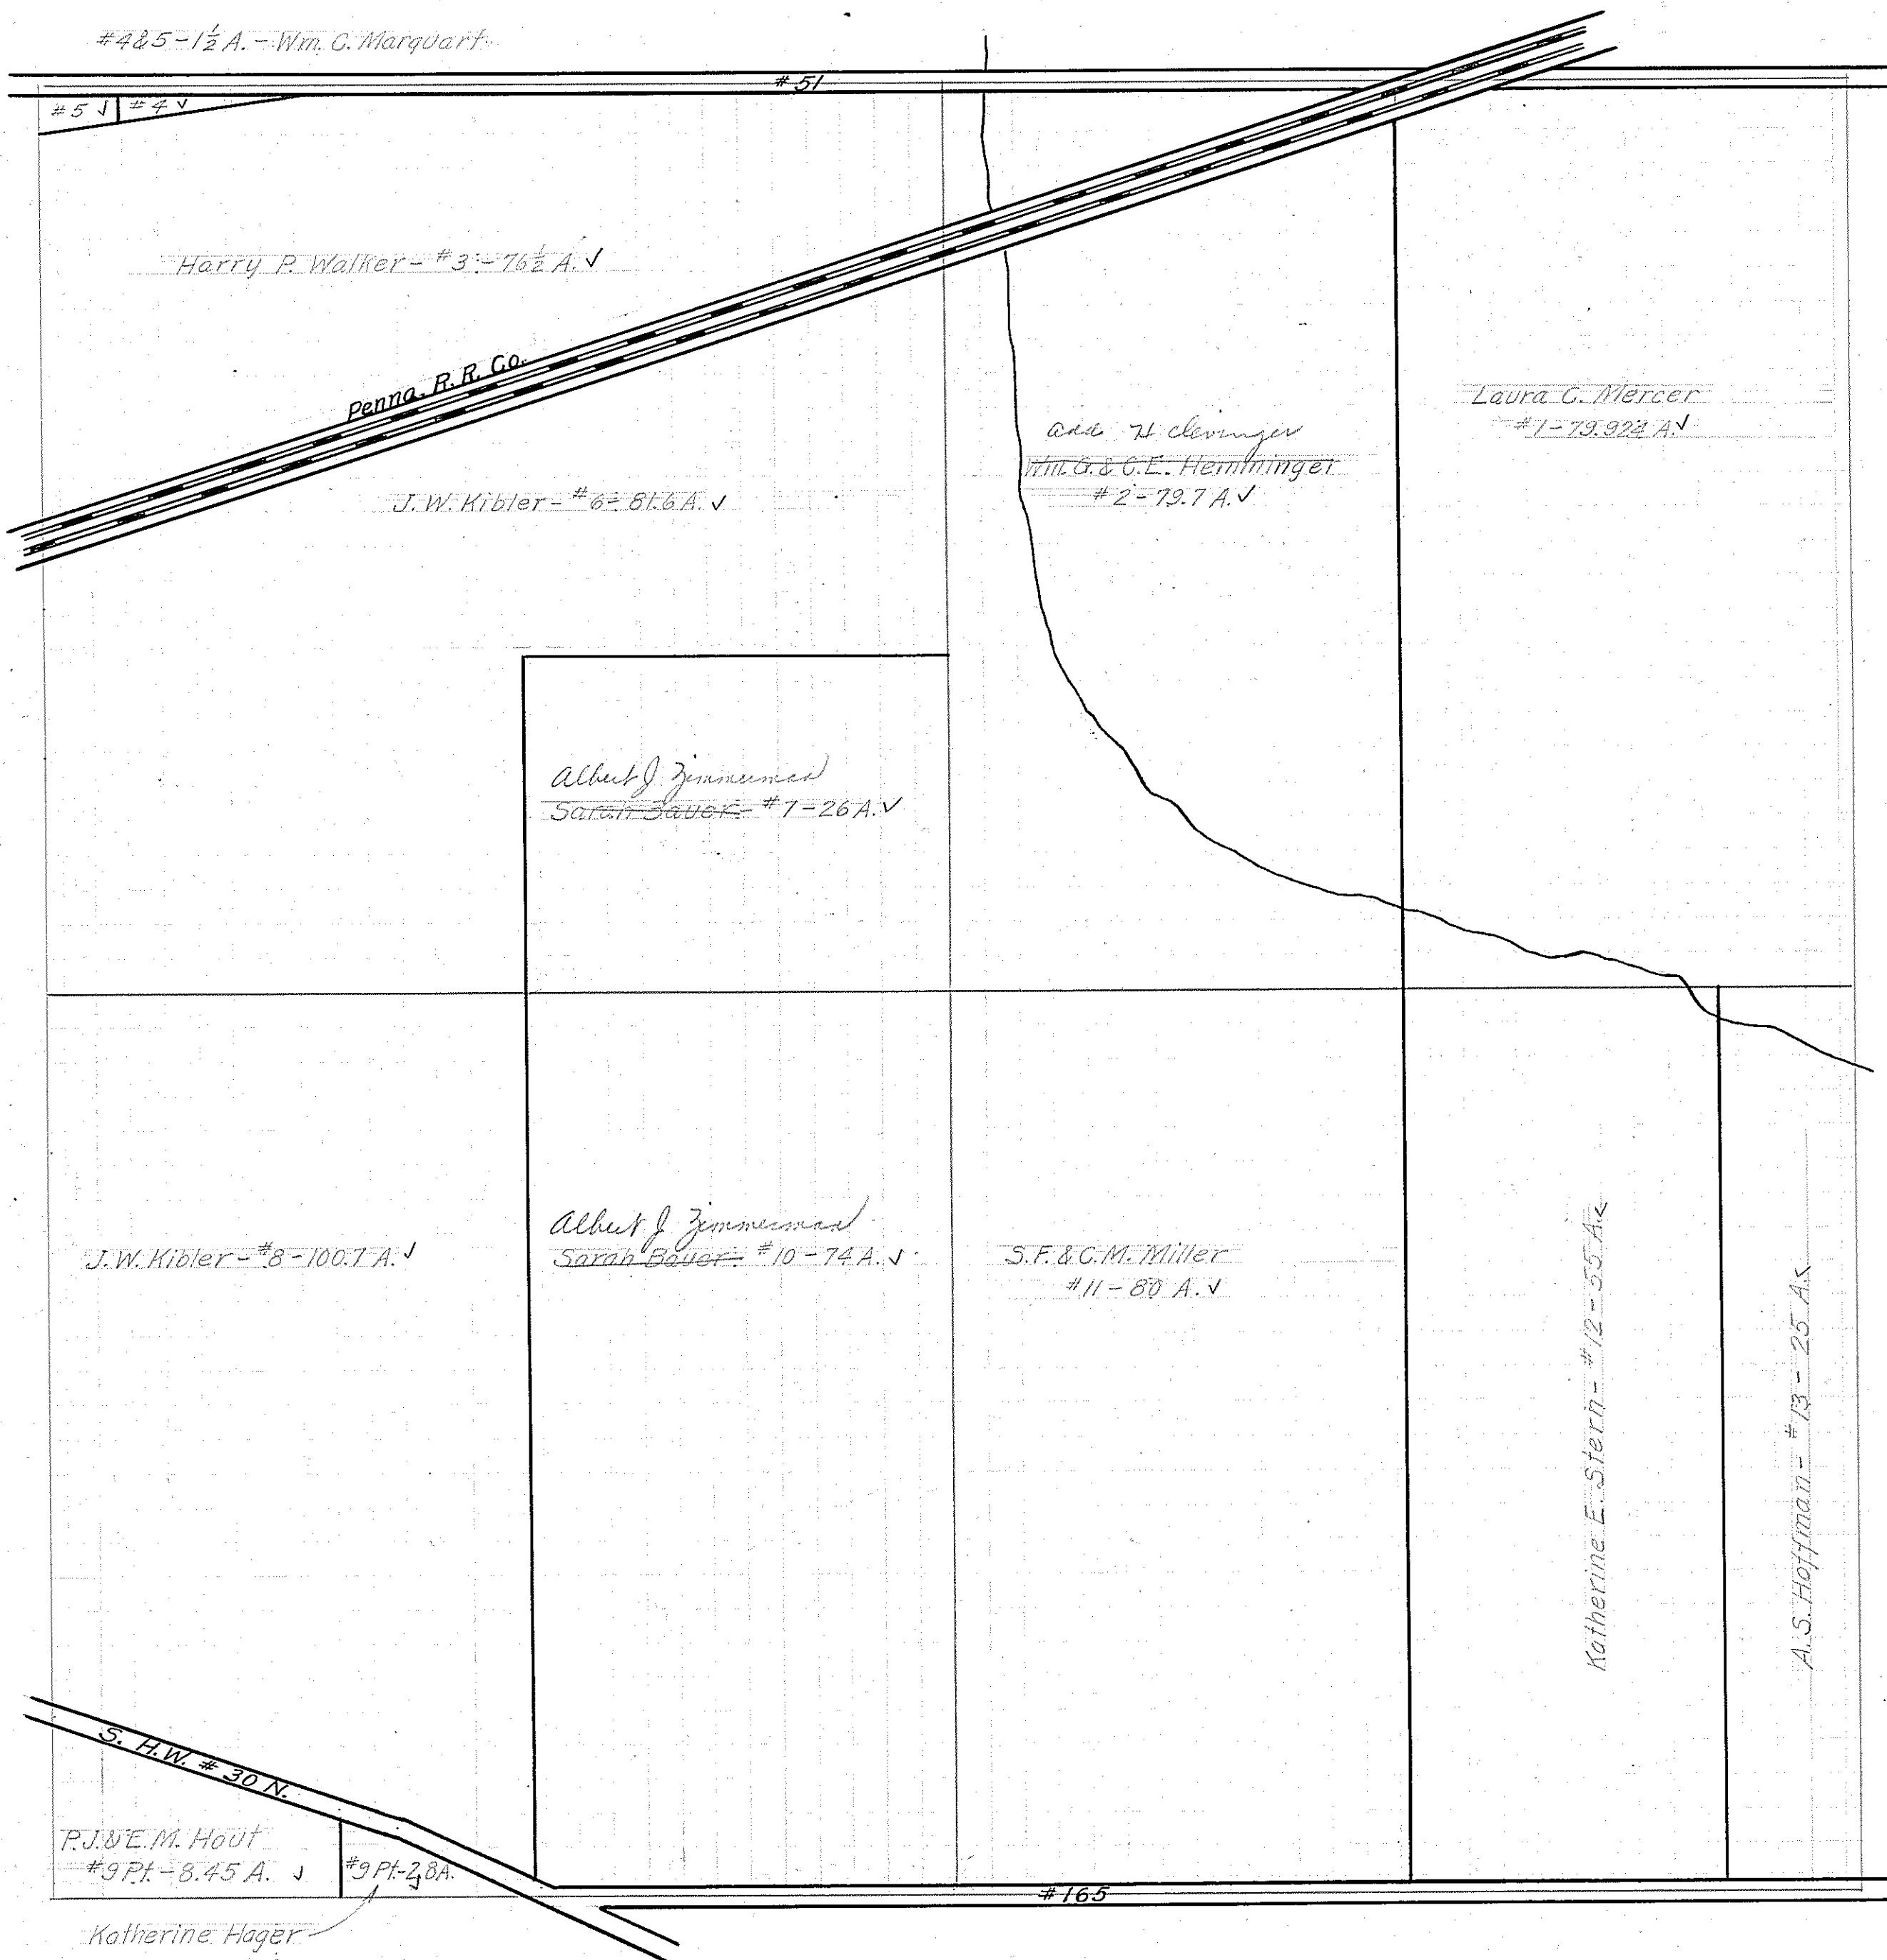 #4&5-1½ A. - Wm. C. Marquart
#51
#5 √ #4 √
Harry P. Walker - #3 - 76½ A. √
Penna. R. R. Co.
Laura C. Mercer
#1 - 79.924 A √
H Clevinger
Wm. G. & C.E. Hemminger
#2 - 79.7 A. √
J. W. Kibler - #6 - 81.6 A. √
Albert J. Zimmerman
Sarah Bauer - #7 - 26 A. √
Albert J Zimmerman
Sarah Bauer - #10 - 74 A. √
J. W. Kibler - #8 - 100.7 A. √
S.F. & C.M. Miller
#11 - 80 A. √
Katherine E. Stern - #12 - 55 A. √
A. S. Hoffman - #13 - 25 A. √
S. H.W. # 30 N.
P.J. & E.M. Hout
#9 Pt. - 8.45 A. √
#9 Pt-2.8A. √
#165
Katherine Hager